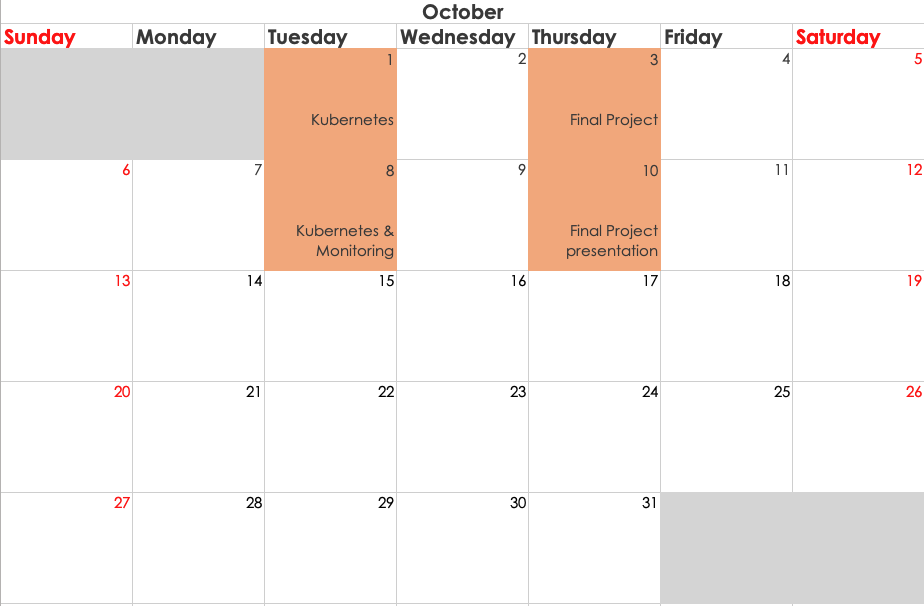 October
Sunday Monday Tuesday Wednesday Thursday Friday Saturday
1 2 3 4 5
Kubernetes Final Project
6 7 8 9 10 11 12
Kubernetes & Final Project
Monitoring presentation
13 14 15 16 17 18 19
20 21 22 23 24 25 26
27 28 29 30 31